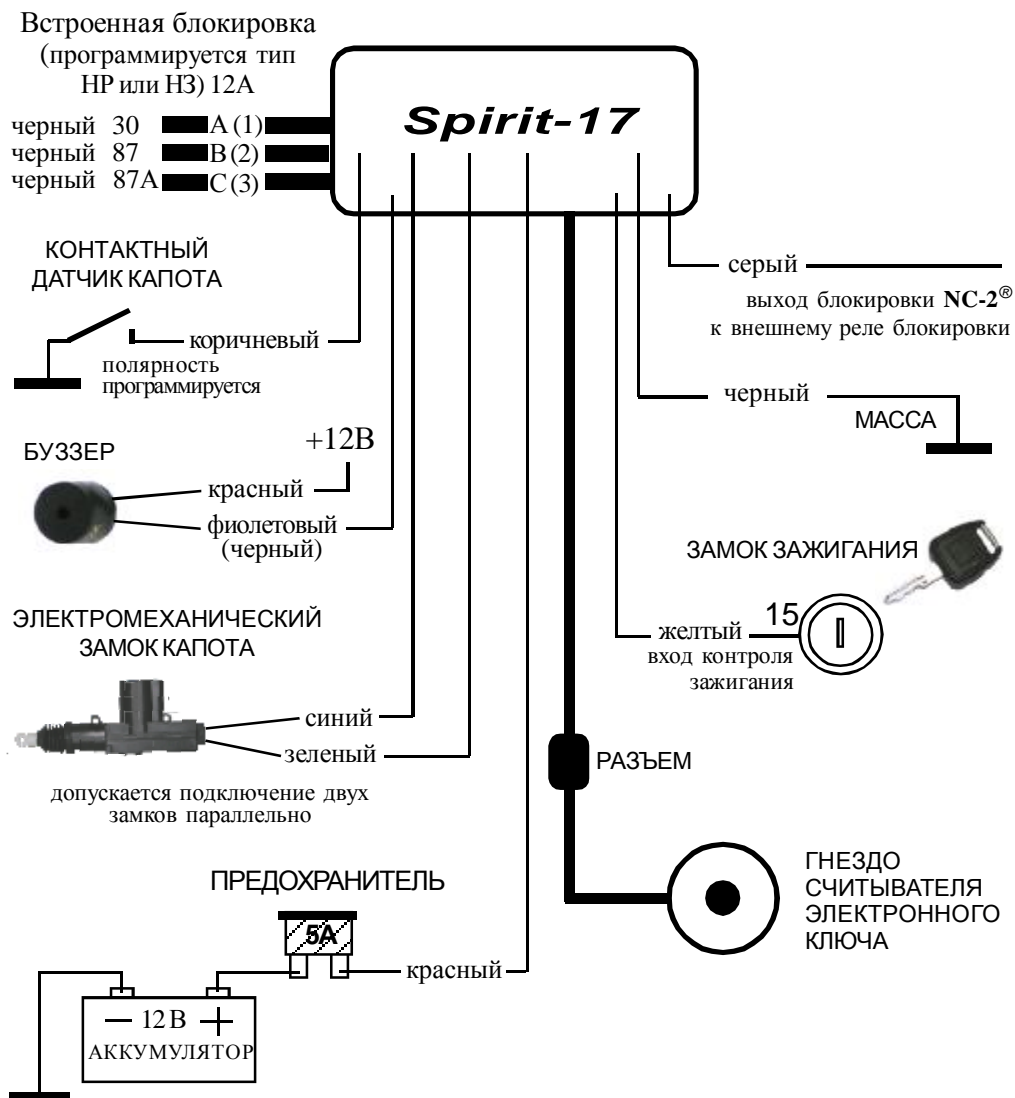 Встроенная блокировка
(программируется тип
НР или НЗ) 12А
черный 30 А (1)
черный 87 В (2)
черный 87А С (3)
Spirit-17
КОНТАКТНЫЙ
ДАТЧИК КАПОТА
коричневый
полярность
программируется
серый
выход блокировки NC-2®
к внешнему реле блокировки
черный
МАССА
БУЗЗЕР
+12В
красный
фиолетовый
(черный)
ЗАМОК ЗАЖИГАНИЯ
15
желтый
вход контроля
зажигания
ЭЛЕКТРОМЕХАНИЧЕСКИЙ
ЗАМОК КАПОТА
синий
зеленый
допускается подключение двух
замков параллельно
РАЗЪЕМ
ГНЕЗДО
СЧИТЫВАТЕЛЯ
ЭЛЕКТРОННОГО
КЛЮЧА
ПРЕДОХРАНИТЕЛЬ
5А
красный
— 12В +
АККУМУЛЯТОР